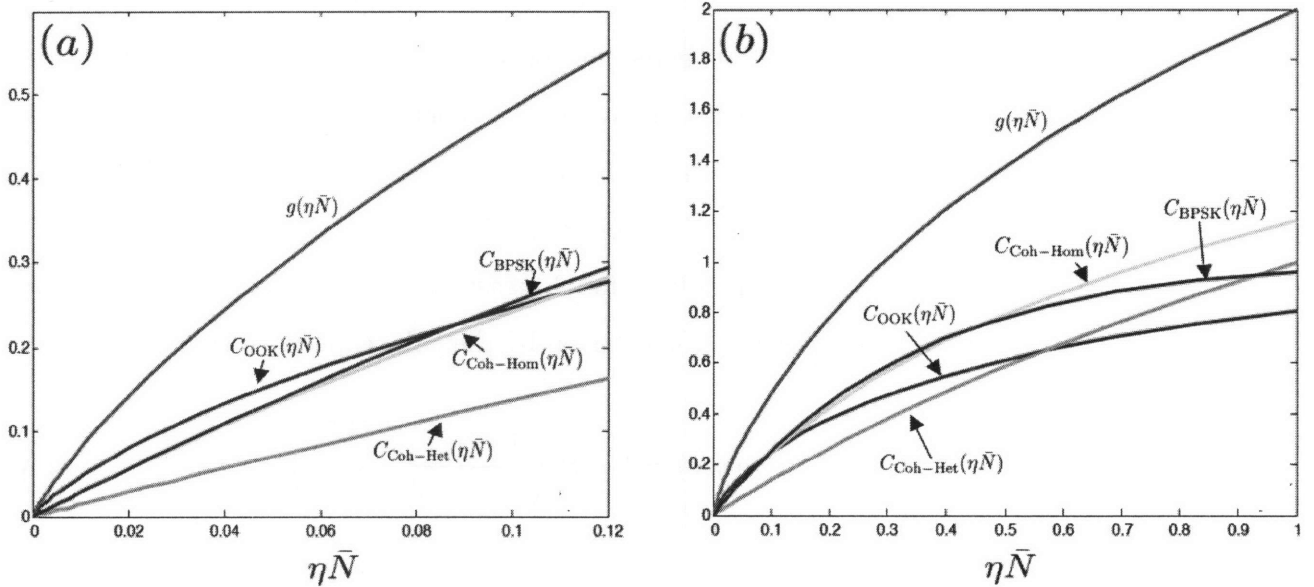 (a)
0.5
0.4
0.3
0.2
0.1
0
0
0.02
0.04
0.06
0.08
0.1
0.12
g(ηN̄)
C_BPSK(ηN̄)
C_OOK(ηN̄)
C_Coh−Hom(ηN̄)
C_Coh−Het(ηN̄)
ηN̄
(b)
2
1.8
1.6
1.4
1.2
1
0.8
0.6
0.4
0.2
0
0
0.1
0.2
0.3
0.4
0.5
0.6
0.7
0.8
0.9
1
g(ηN̄)
C_BPSK(ηN̄)
C_Coh−Hom(ηN̄)
C_OOK(ηN̄)
C_Coh−Het(ηN̄)
ηN̄